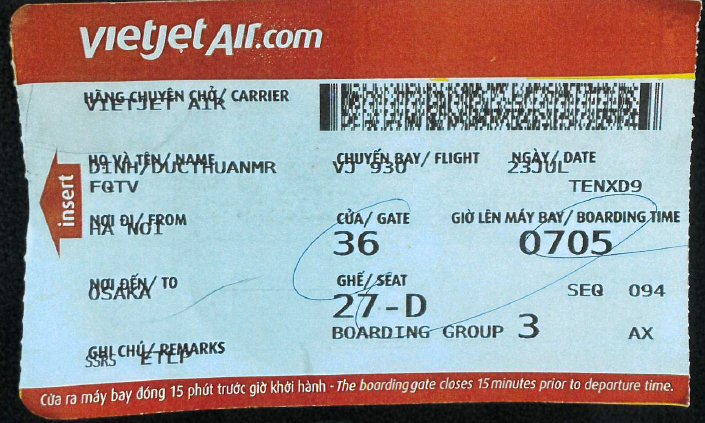 vietjetAir.com
HÃNG CHUYÊN CHỞ/ CARRIER
VIETJET AIR
HỌ VÀ TÊN/ NAME CHUYẾN BAY/ FLIGHT NGÀY/ DATE
DINH/DUCTHUANMR VJ 930 23JUL
FQTV TENXD9
insert
NƠI ĐI/ FROM CỬA/ GATE GIỜ LÊN MÁY BAY/ BOARDING TIME
HA NOI 36 0705
NƠI ĐẾN/ TO GHẾ/ SEAT
OSAKA 27-D SEQ 094
BOARDING GROUP 3 AX
GHI CHÚ/ REMARKS
SSRS ETLP
Cửa ra máy bay đóng 15 phút trước giờ khởi hành - The boarding gate closes 15 minutes prior to departure time.